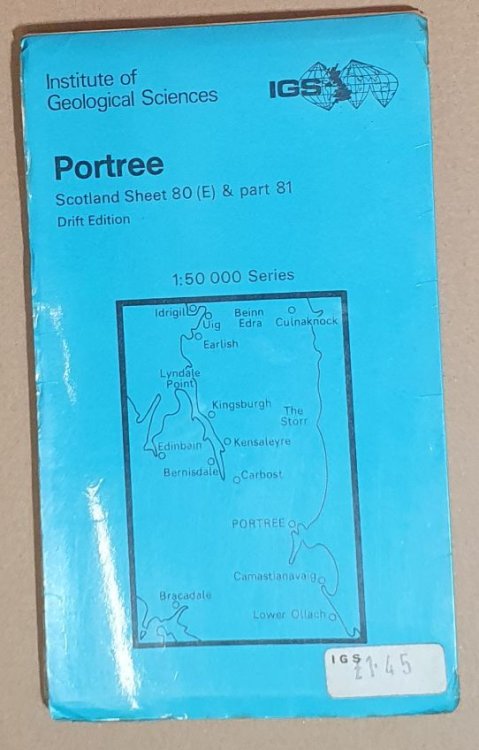 Institute of
Geological Sciences
IGS
Portree
Scotland Sheet 80 (E) & part 81
Drift Edition
1:50 000 Series
Idrigil
Uig
Beinn
Edra
Culnaknock
Earlish
Lyndale
Point
Kingsburgh
The
Storr
Edinbain
Kensaleyre
Bernisdale
Carbost
PORTREE
Camastianavaig
Bracadale
Lower Ollach
IGS
£1·45